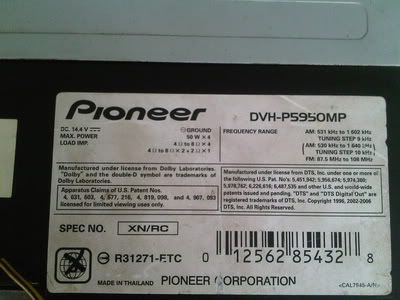 Pioneer
DVH-P5950MP
DC. 14.4 V
GROUND
MAX. POWER
50 W × 4
LOAD IMP.
4 Ω to 8 Ω × 4
4 Ω to 8 Ω × 2 + 2 Ω × 1
FREQUENCY RANGE
AM: 531 kHz to 1 602 kHz
TUNING STEP 9 kHz
( AM: 530 kHz to 1 640 kHz )
TUNING STEP 10 kHz
FM: 87.5 MHz to 108 MHz
Manufactured under license from Dolby Laboratories.
"Dolby" and the double-D symbol are trademarks of
Dolby Laboratories.
Apparatus Claims of U.S. Patent Nos.
4, 631, 603, 4, 577, 216, 4, 819, 098, and 4, 907, 093
licensed for limited viewing uses only.
Manufactured under license from DTS, Inc. under one or more
of the following U.S. Patent No's: 5,451,942; 5,956,674; 5,974,380;
5,978,762; 6,226,616; 6,487,535 and other U.S. and world-wide
patents issued and pending. "DTS" and "DTS Digital Out" are
registered trademarks of DTS, Inc. Copyright 1996, 2002-2006
DTS, Inc. All Rights Reserved.
SPEC NO.
XN/RC
R31271-ETC
0 12562 85432 8
MADE IN THAILAND
PIONEER CORPORATION